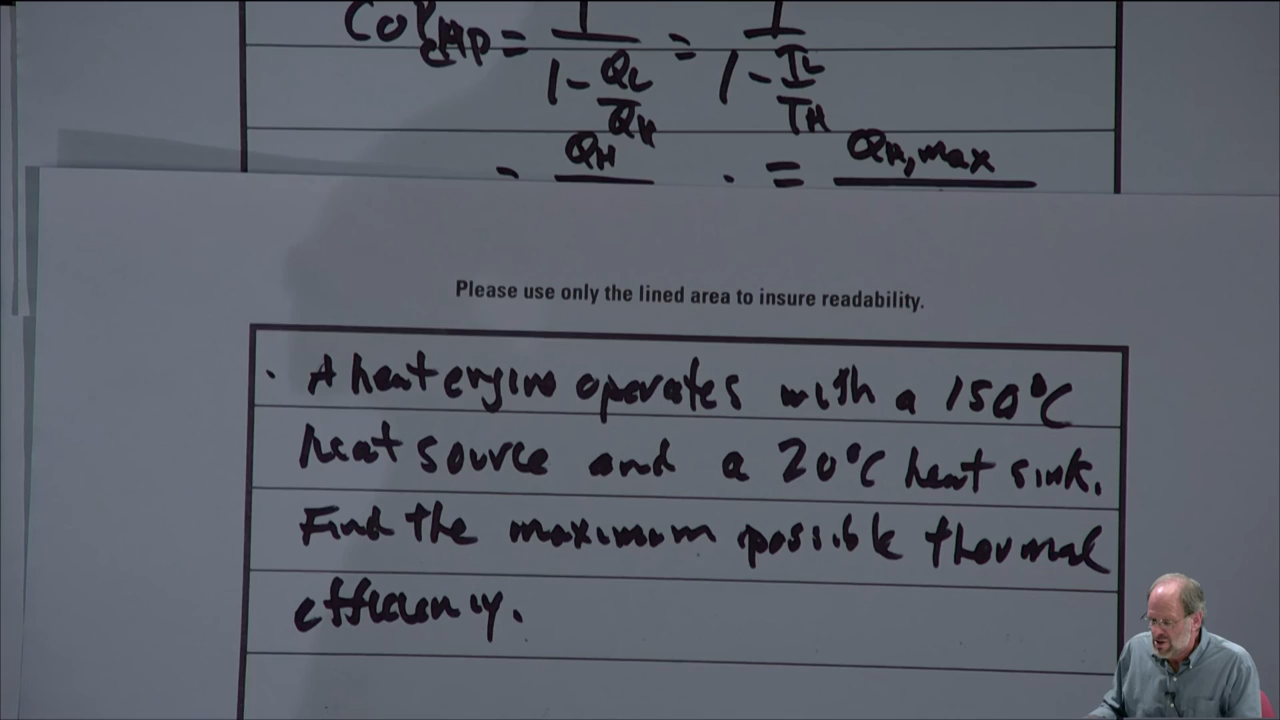 COP_CHP = 1 / (1 - QL/QH) = 1 / (1 - TL/TH)
QH = QH,max
Please use only the lined area to insure readability.
· A heat engine operates with a 150°C
heat source and a 20°C heat sink.
Find the maximum possible thermal
efficiency.